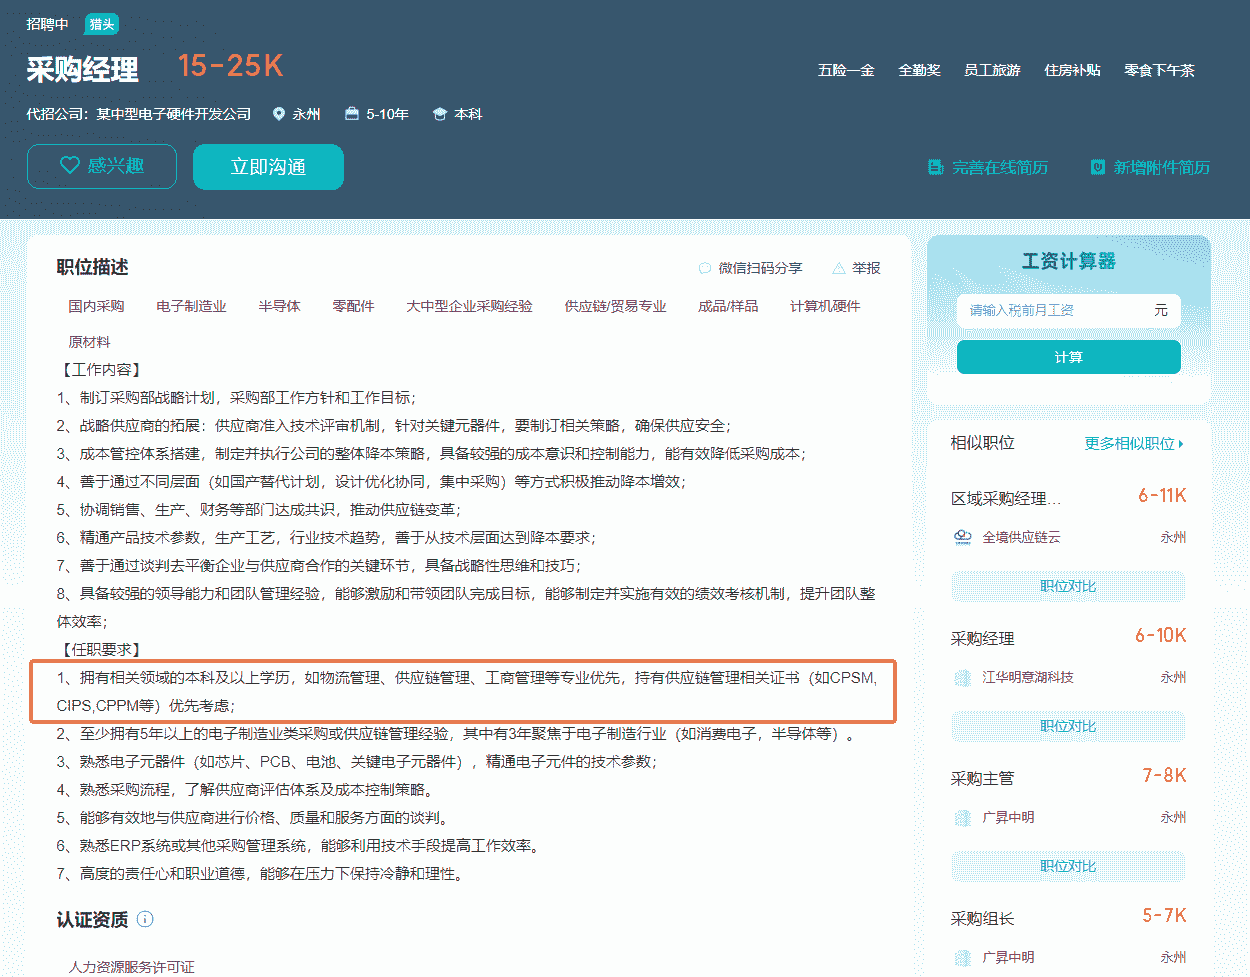 招聘中 猎头
采购经理 15-25K
五险一金 全勤奖 员工旅游 住房补贴 零食下午茶
代招公司：某中型电子硬件开发公司 永州 5-10年 本科
感兴趣 立即沟通
完善在线简历 新增附件简历
职位描述
微信扫码分享 举报
国内采购 电子制造业 半导体 零配件 大中型企业采购经验 供应链/贸易专业 成品/样品 计算机硬件
原材料
【工作内容】
1、制订采购部战略计划，采购部工作方针和工作目标；
2、战略供应商的拓展：供应商准入技术评审机制，针对关键元器件，要制订相关策略，确保供应安全；
3、成本管控体系搭建，制定并执行公司的整体降本策略，具备较强的成本意识和控制能力，能有效降低采购成本；
4、善于通过不同层面（如国产替代计划，设计优化协同，集中采购）等方式积极推动降本增效；
5、协调销售、生产、财务等部门达成共识，推动供应链变革；
6、精通产品技术参数，生产工艺，行业技术趋势，善于从技术层面达到降本要求；
7、善于通过谈判去平衡企业与供应商合作的关键环节，具备战略性思维和技巧；
8、具备较强的领导能力和团队管理经验，能够激励和带领团队完成目标，能够制定并实施有效的绩效考核机制，提升团队整
体效率；
【任职要求】
1、拥有相关领域的本科及以上学历，如物流管理、供应链管理、工商管理等专业优先，持有供应链管理相关证书（如CPSM,
CIPS,CPPM等）优先考虑；
2、至少拥有5年以上的电子制造业类采购或供应链管理经验，其中有3年聚焦于电子制造行业（如消费电子，半导体等）。
3、熟悉电子元器件（如芯片、PCB、电池、关键电子元器件），精通电子元件的技术参数；
4、熟悉采购流程，了解供应商评估体系及成本控制策略。
5、能够有效地与供应商进行价格、质量和服务方面的谈判。
6、熟悉ERP系统或其他采购管理系统，能够利用技术手段提高工作效率。
7、高度的责任心和职业道德，能够在压力下保持冷静和理性。
认证资质
人力资源服务许可证
工资计算器
请输入税前月工资 元
计算
相似职位 更多相似职位
区域采购经理... 6-11K
全境供应链云 永州
职位对比
采购经理 6-10K
江华明意湖科技 永州
职位对比
采购主管 7-8K
广昇中明 永州
职位对比
采购组长 5-7K
广昇中明 永州